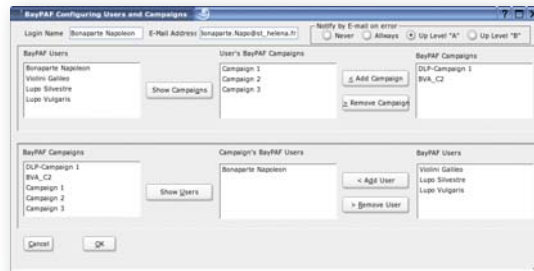 BayPAF Configuring Users and Campaigns
Login Name Bonaparte Napoleon E-Mail Address bonaparte.Napo@st_helena.fr
Notify by E-mail on error
Never Allways Up Level "A" Up Level "B"
BayPAF Users
Bonaparte Napoleon
Violini Galileo
Lupo Silvestre
Lupo Vulgaris
Show Campaigns
User's BayPAF Campaigns
Campaign 1
Campaign 2
Campaign 3
< Add Campaign
> Remove Campaign
BayPAF Campaigns
DLP-Campaign 1
BVA_C2
BayPAF Campaigns
DLP-Campaign 1
BVA_C2
Campaign 1
Campaign 2
Campaign 3
Show Users
Campaign's BayPAF Users
Bonaparte Napoleon
< Add User
> Remove User
BayPAF Users
Violini Galileo
Lupo Silvestre
Lupo Vulgaris
Cancel OK